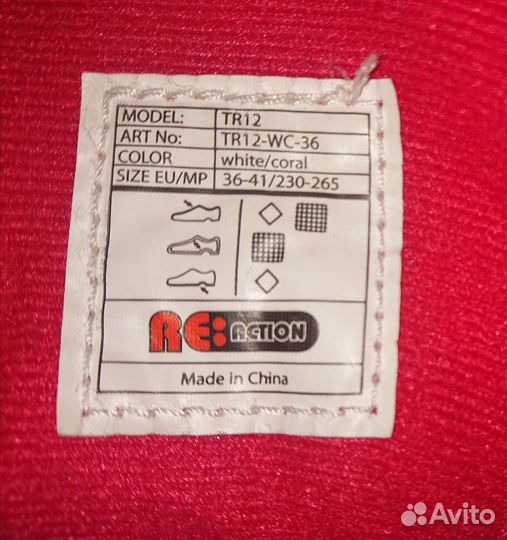 MODEL: TR12
ART No: TR12-WC-36
COLOR white/coral
SIZE EU/MP 36-41/230-265
RE: ACTION
Made in China
Avito